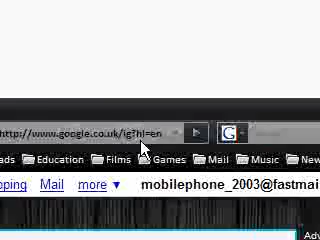 http://www.google.co.uk/ig?hl=en G
ads Education Films Games Mail Music New
pping Mail more ▼ mobilephone_2003@fastmai
Adv